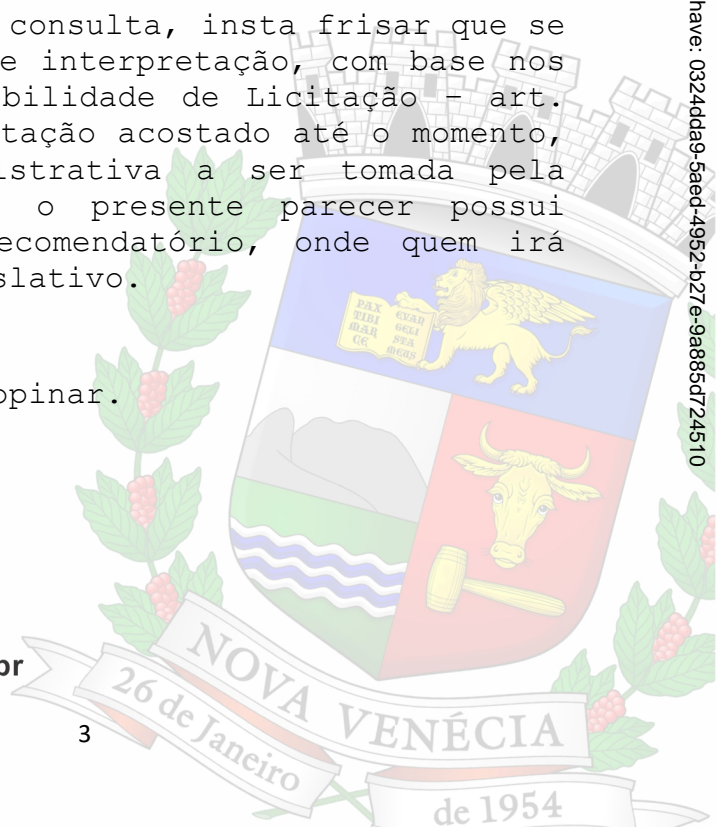 consulta, insta frisar que se
e interpretação, com base nos
bilidade de Licitação – art.
tação acostado até o momento,
istrativa a ser tomada pela
o presente parecer possui
ecomendatório, onde quem irá
slativo.
opinar.
have: 0324dda9-5aed-4952-b27e-9a885d724510
PAX
TIBI
MAR
CE
EVAN
GELI
STA
MEUS
br
3
NOVA VENÉCIA
26 de Janeiro
de 1954